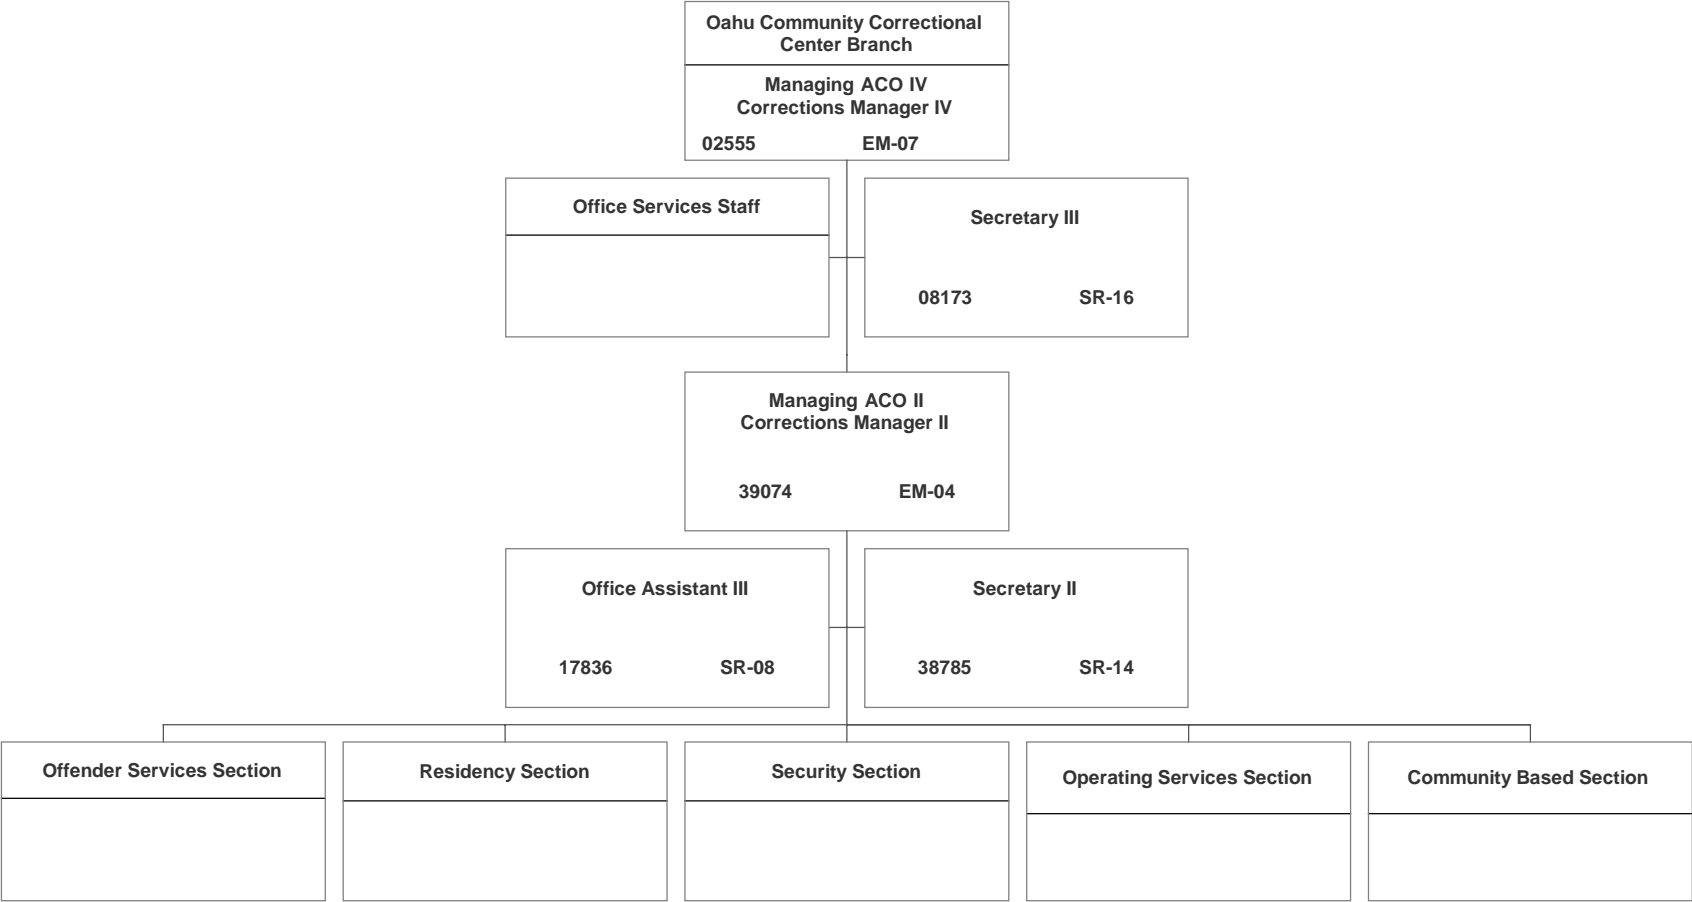 Oahu Community Correctional
Center Branch
Managing ACO IV
Corrections Manager IV
02555 EM-07
Office Services Staff
Secretary III
08173 SR-16
Managing ACO II
Corrections Manager II
39074 EM-04
Office Assistant III
17836 SR-08
Secretary II
38785 SR-14
Offender Services Section
Residency Section
Security Section
Operating Services Section
Community Based Section